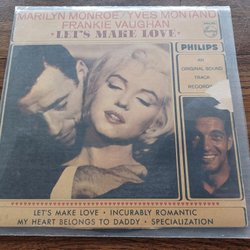 MARILYN MONROE / YVES MONTAND
FRANKIE VAUGHAN
LET'S MAKE LOVE
PHILIPS
AN
ORIGINAL SOUND
TRACK
RECORDING
LET'S MAKE LOVE • INCURABLY ROMANTIC
MY HEART BELONGS TO DADDY • SPECIALIZATION